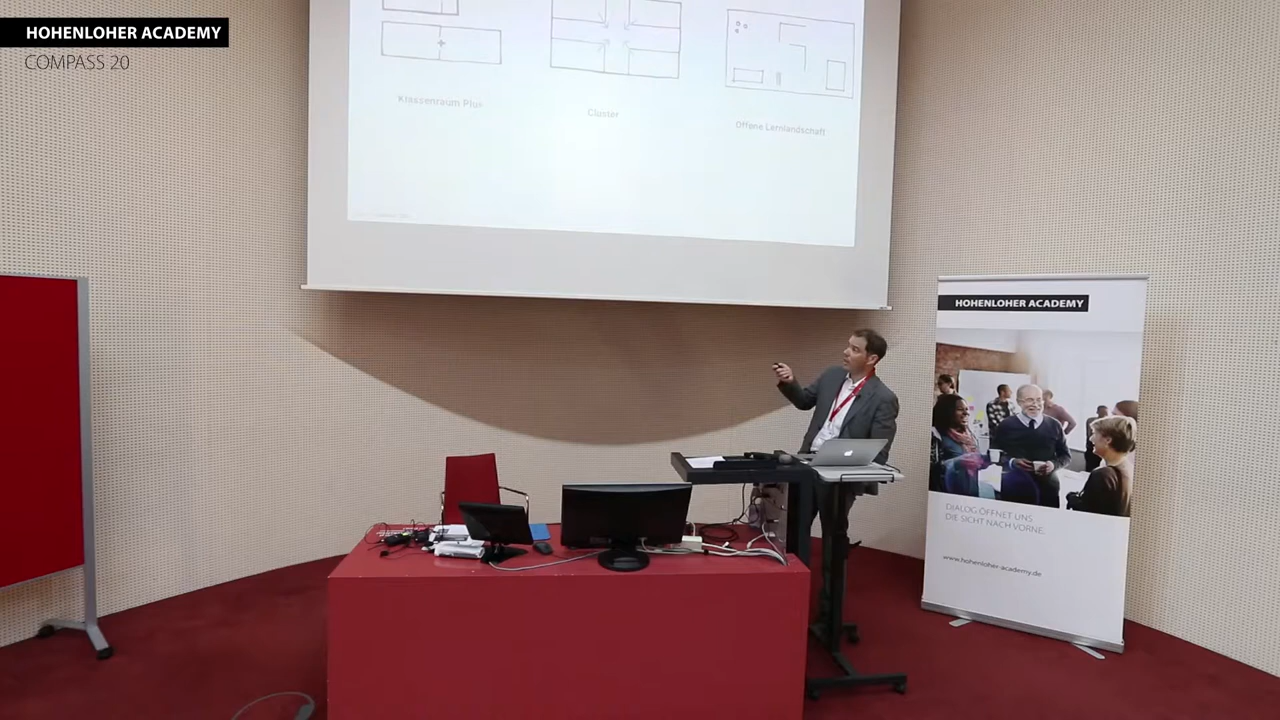 HOHENLOHER ACADEMY
COMPASS 20
Klassenraum Plus
Cluster
Offene Lernlandschaft
HOHENLOHER ACADEMY
DIALOG ÖFFNET UNS
DIE SICHT NACH VORNE.
www.hohenloher-academy.de